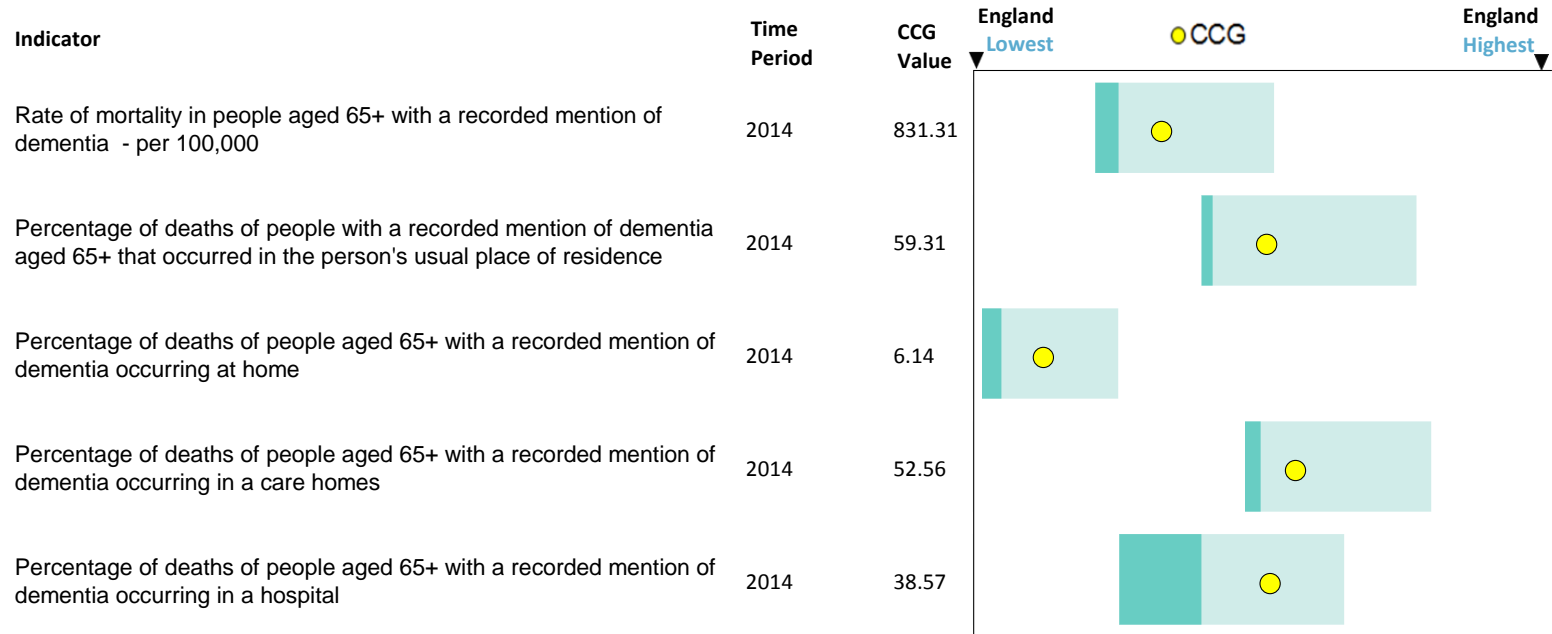 Indicator
Time
Period
CCG
Value
England
Lowest
CCG
England
Highest
Rate of mortality in people aged 65+ with a recorded mention of
dementia - per 100,000
2014
831.31
Percentage of deaths of people with a recorded mention of dementia
aged 65+ that occurred in the person's usual place of residence
2014
59.31
Percentage of deaths of people aged 65+ with a recorded mention of
dementia occurring at home
2014
6.14
Percentage of deaths of people aged 65+ with a recorded mention of
dementia occurring in a care homes
2014
52.56
Percentage of deaths of people aged 65+ with a recorded mention of
dementia occurring in a hospital
2014
38.57